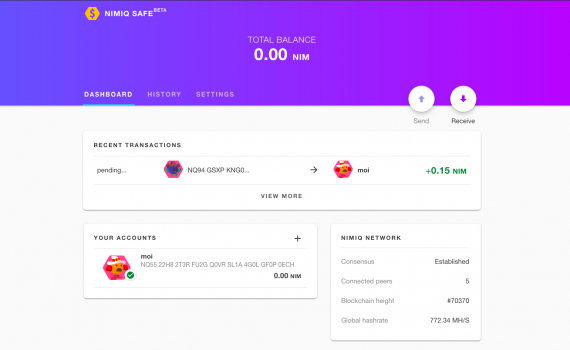 NIMIQ SAFE BETA
TOTAL BALANCE
0.00 NIM
DASHBOARD HISTORY SETTINGS
Send Receive
RECENT TRANSACTIONS
pending... NQ94 GSXP KNG0... moi +0.15 NIM
VIEW MORE
YOUR ACCOUNTS
moi
NQ55 22H8 2T3R FU2G Q0VR SL1A 4G0L GF0P 0ECH
0.00 NIM
NIMIQ NETWORK
Consensus Established
Connected peers 5
Blockchain height #70370
Global hashrate 772.34 MH/S